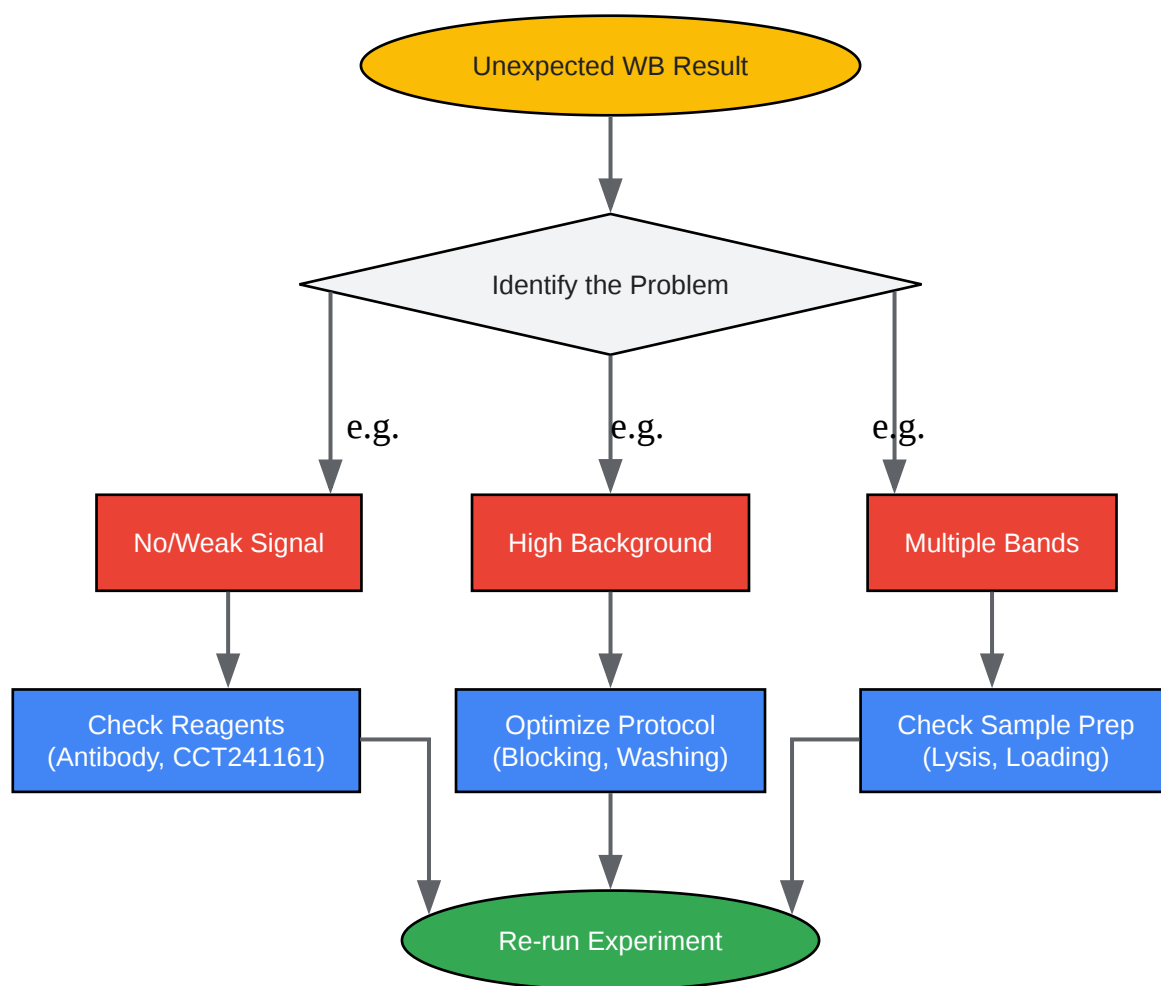 Unexpected WB Result
Identify the Problem
e.g.
e.g.
e.g.
No/Weak Signal
High Background
Multiple Bands
Check Reagents
(Antibody, CCT241161)
Optimize Protocol
(Blocking, Washing)
Check Sample Prep
(Lysis, Loading)
Re-run Experiment